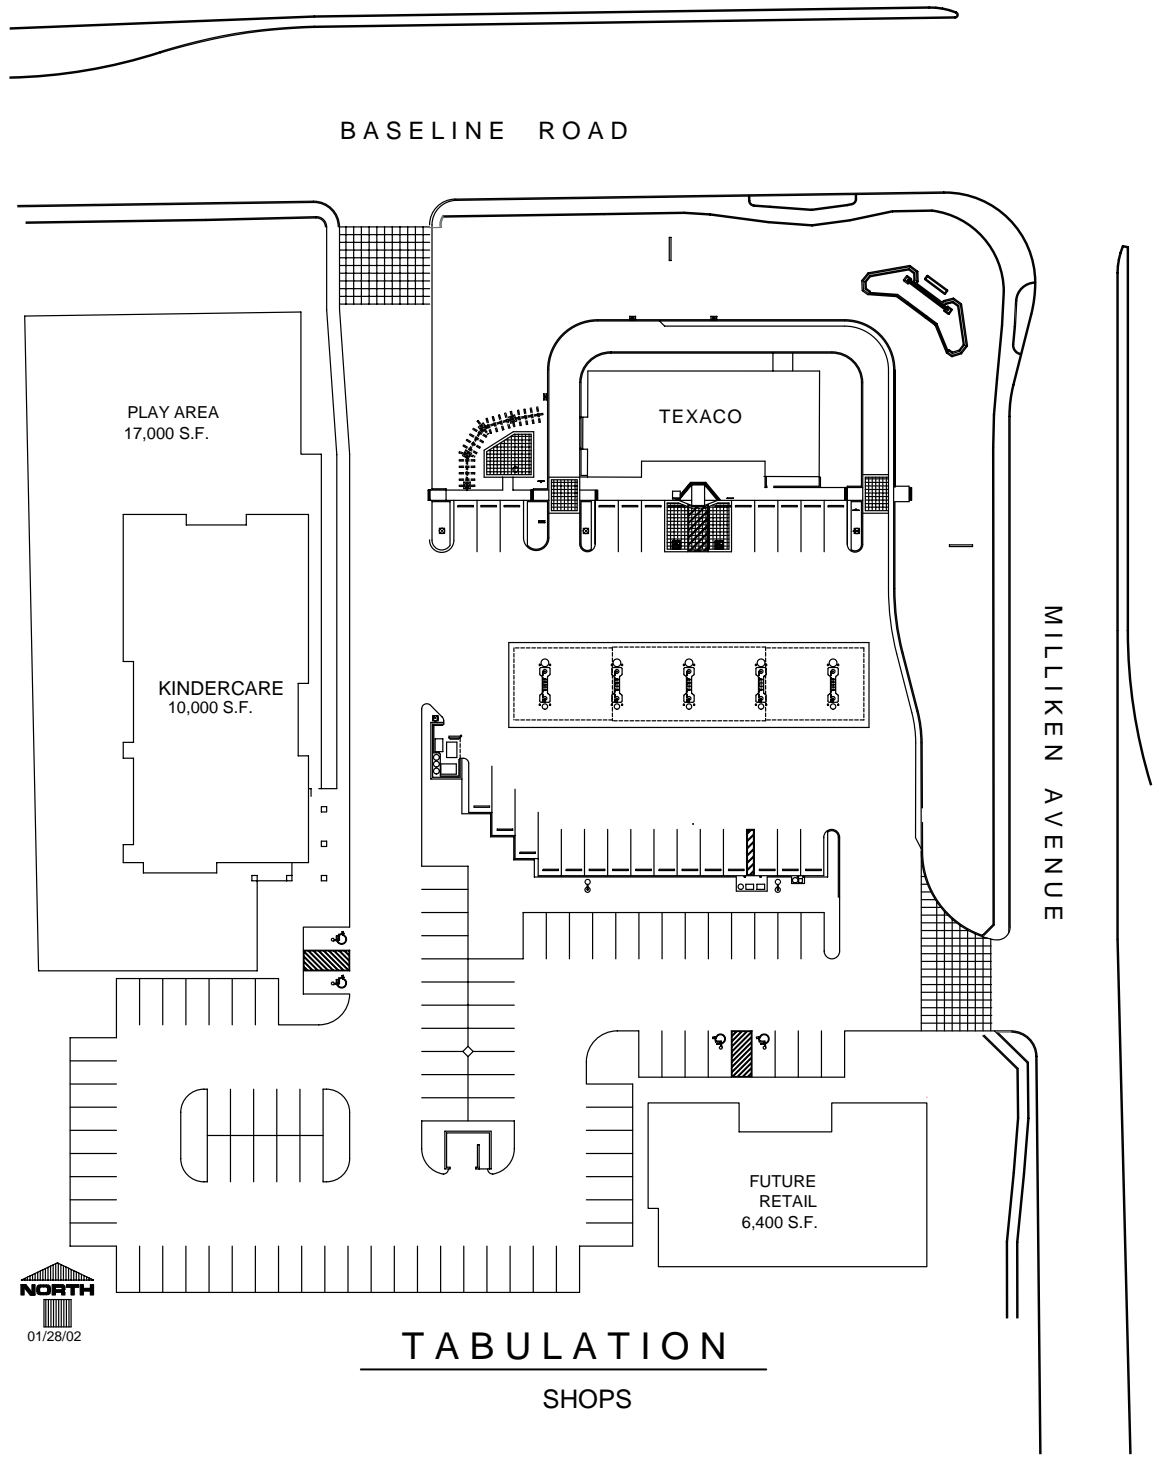 BASELINE ROAD
PLAY AREA
17,000 S.F.
TEXACO
KINDERCARE
10,000 S.F.
MILLIKEN AVENUE
FUTURE
RETAIL
6,400 S.F.
NORTH
01/28/02
TABULATION
SHOPS